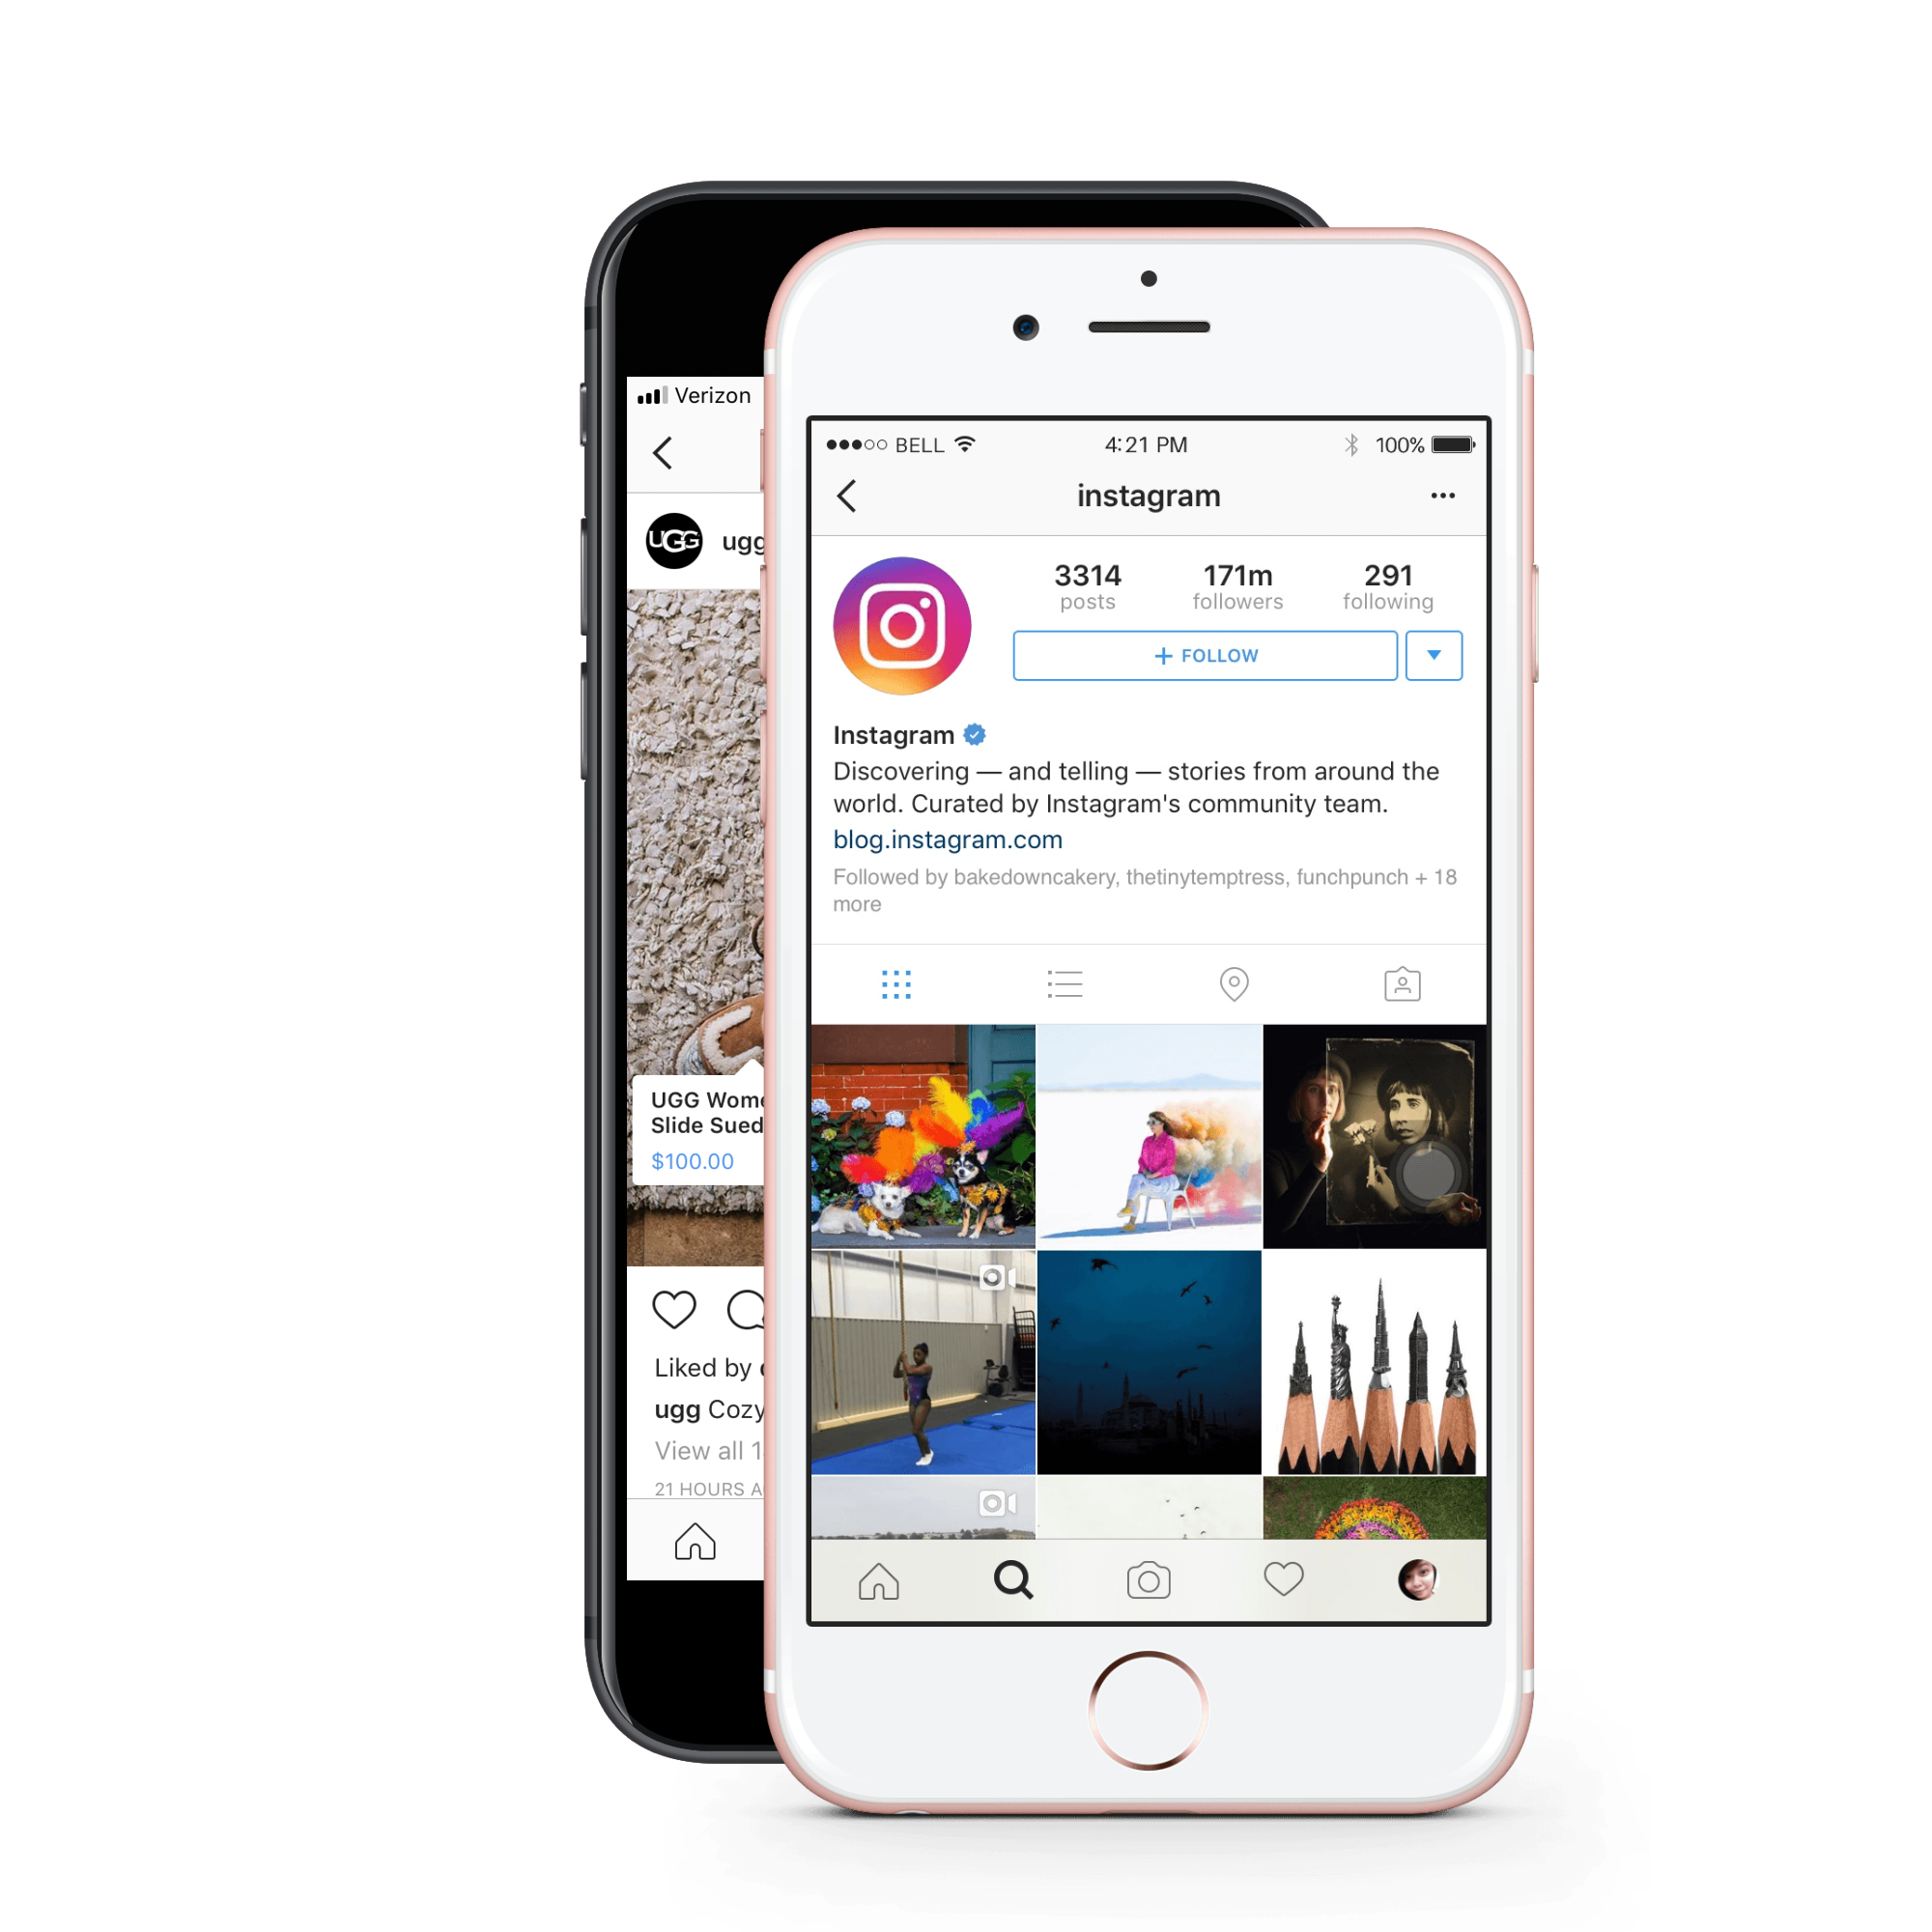 Verizon
UGG
ugg
UGG Wome
Slide Sued
$100.00
Liked by
ugg Cozy
View all 1
21 HOURS A
BELL 4:21 PM 100%
instagram
3314 171m 291
posts followers following
+ FOLLOW
Instagram
Discovering — and telling — stories from around the
world. Curated by Instagram's community team.
blog.instagram.com
Followed by bakedowncakery, thetinytemptress, funchpunch + 18
more